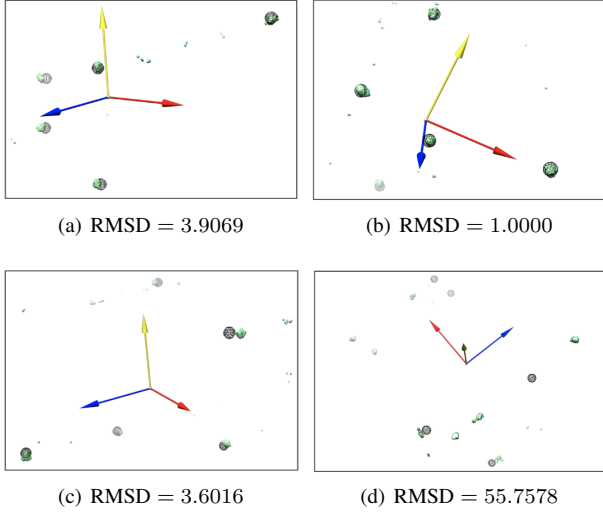 (a) RMSD = 3.9069
(b) RMSD = 1.0000
(c) RMSD = 3.6016
(d) RMSD = 55.7578